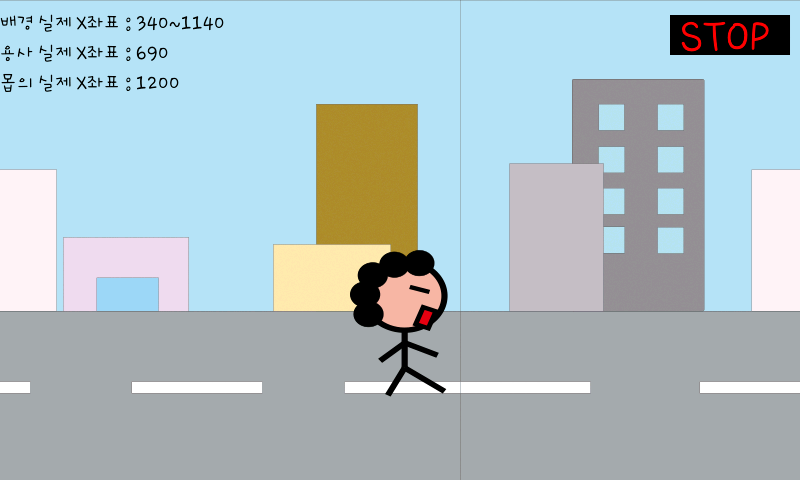 배경 실제 X좌표 : 340~1140
용사 실제 X좌표 : 690
몹의 실제 X좌표 : 1200
STOP